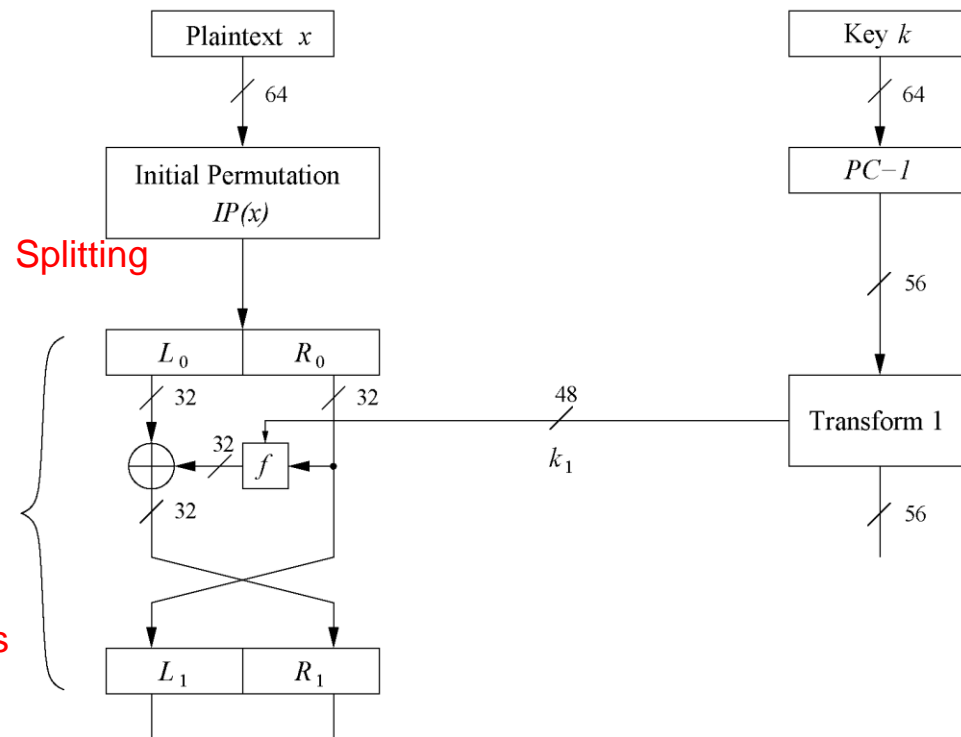 Plaintext x
Key k
64
64
Initial Permutation
IP(x)
PC−1
Splitting
56
L0
R0
32
32
48
Transform 1
32
f
k1
32
56
s
L1
R1